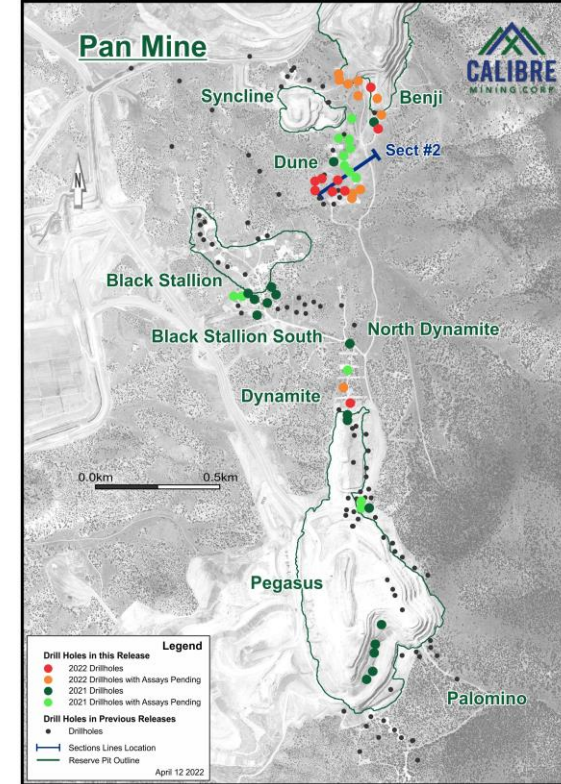 Pan Mine
CALIBRE
MINING CORP
Syncline
Benji
Sect #2
Dune
N
Black Stallion
Black Stallion South
North Dynamite
Dynamite
0.0km 0.5km
Pegasus
Palomino
Legend
Drill Holes in this Release
2022 Drillholes
2022 Drillholes with Assays Pending
2021 Drillholes
2021 Drillholes with Assays Pending
Drill Holes in Previous Releases
Drillholes
Sections Lines Location
Reserve Pit Outline
April 12 2022